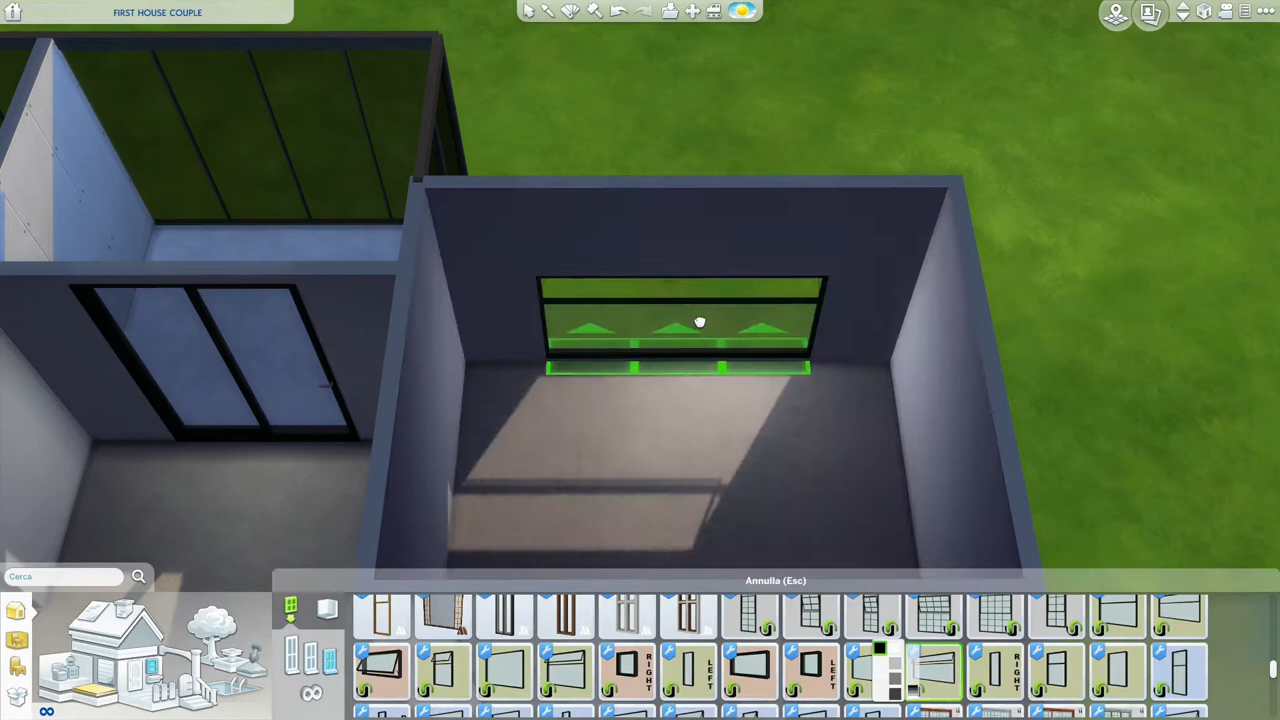 FIRST HOUSE COUPLE
Annulla (Esc)
Cerca
RIGHT
LEFT
LEFT
RIGHT